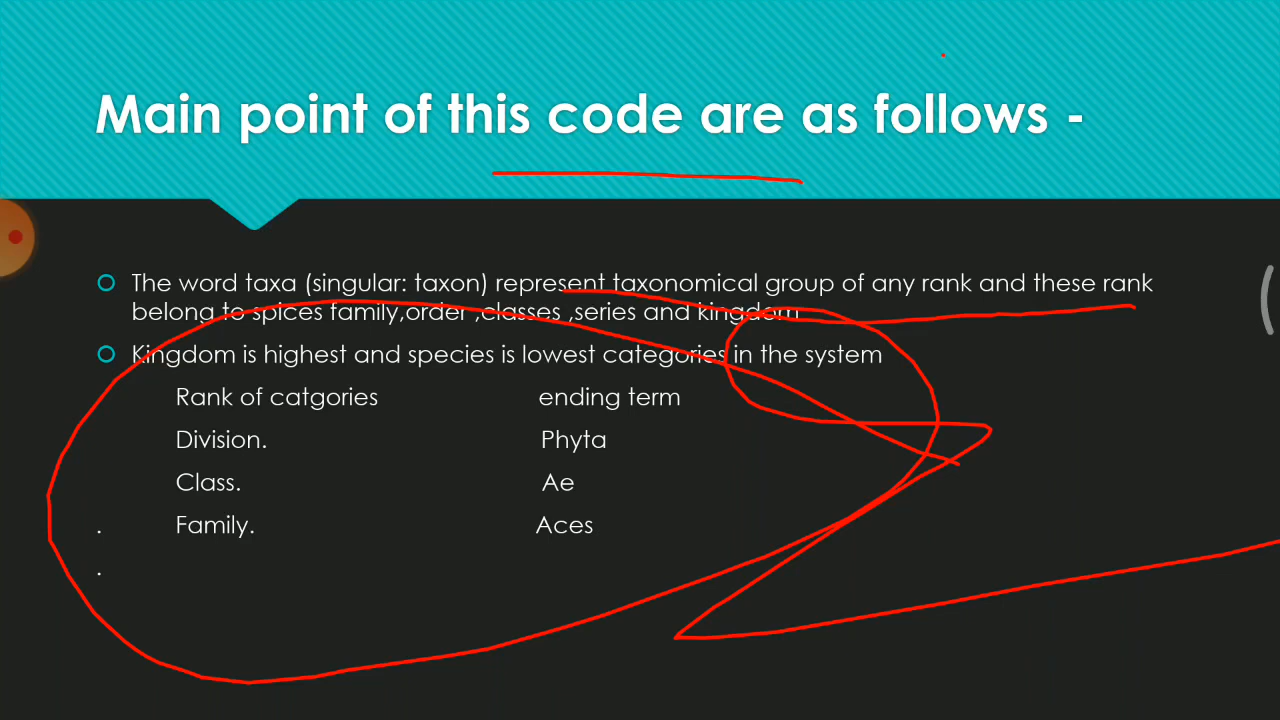 Main point of this code are as follows -
The word taxa (singular: taxon) represent taxonomical group of any rank and these rank
belong to spices family,order ,classes ,series and kingdom
Kingdom is highest and species is lowest categories in the system
Rank of catgories ending term
Division. Phyta
Class. Ae
. Family. Aces
.